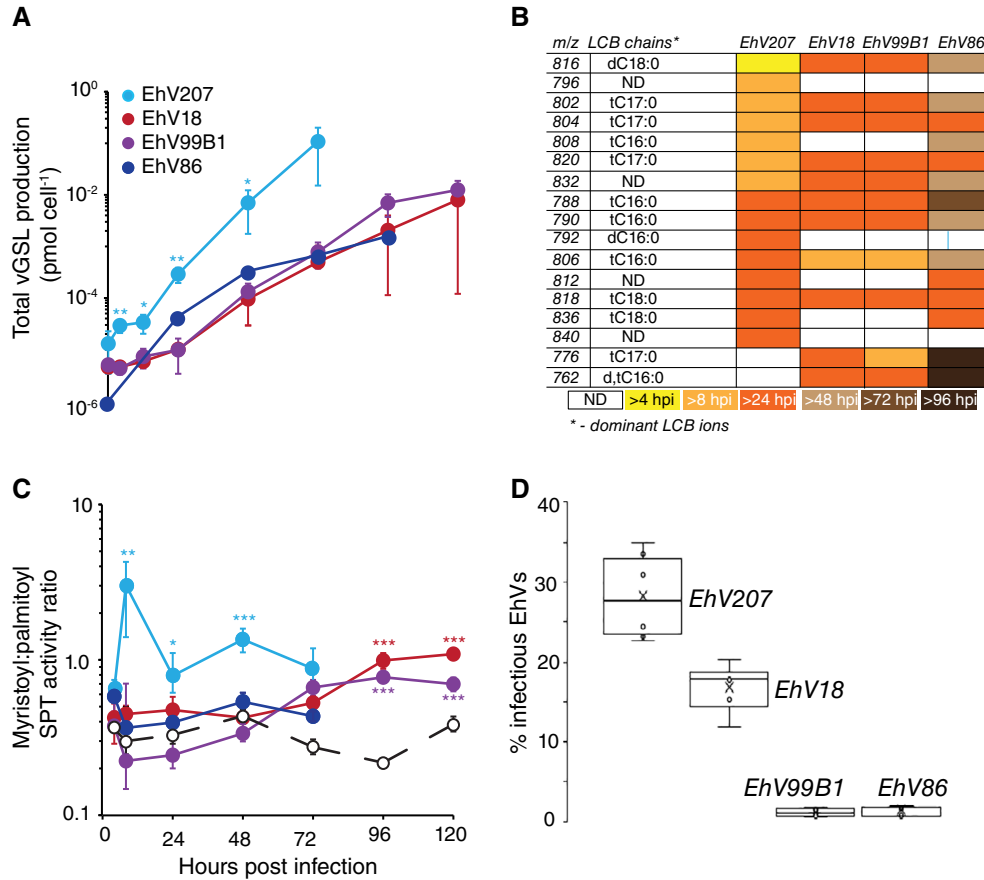 A
Total vGSL production
(pmol cell-1)
10^0
10^-2
10^-4
10^-6
EhV207
EhV18
EhV99B1
EhV86
*
**
*
**
*
B
m/z LCB chains* EhV207 EhV18 EhV99B1 EhV86
816 dC18:0
796 ND
802 tC17:0
804 tC17:0
808 tC16:0
820 tC17:0
832 ND
788 tC16:0
790 tC16:0
792 dC16:0
806 tC16:0
812 ND
818 tC18:0
836 tC18:0
840 ND
776 tC17:0
762 d,tC16:0
ND >4 hpi >8 hpi >24 hpi >48 hpi >72 hpi >96 hpi
* - dominant LCB ions
C
Myristoyl:palmitoyl
SPT activity ratio
10
1.0
0.1
**
*
***
***
***
***
***
0 24 48 72 96 120
Hours post infection
D
% infectious EhVs
40
30
20
10
0
EhV207
EhV18
EhV99B1 EhV86